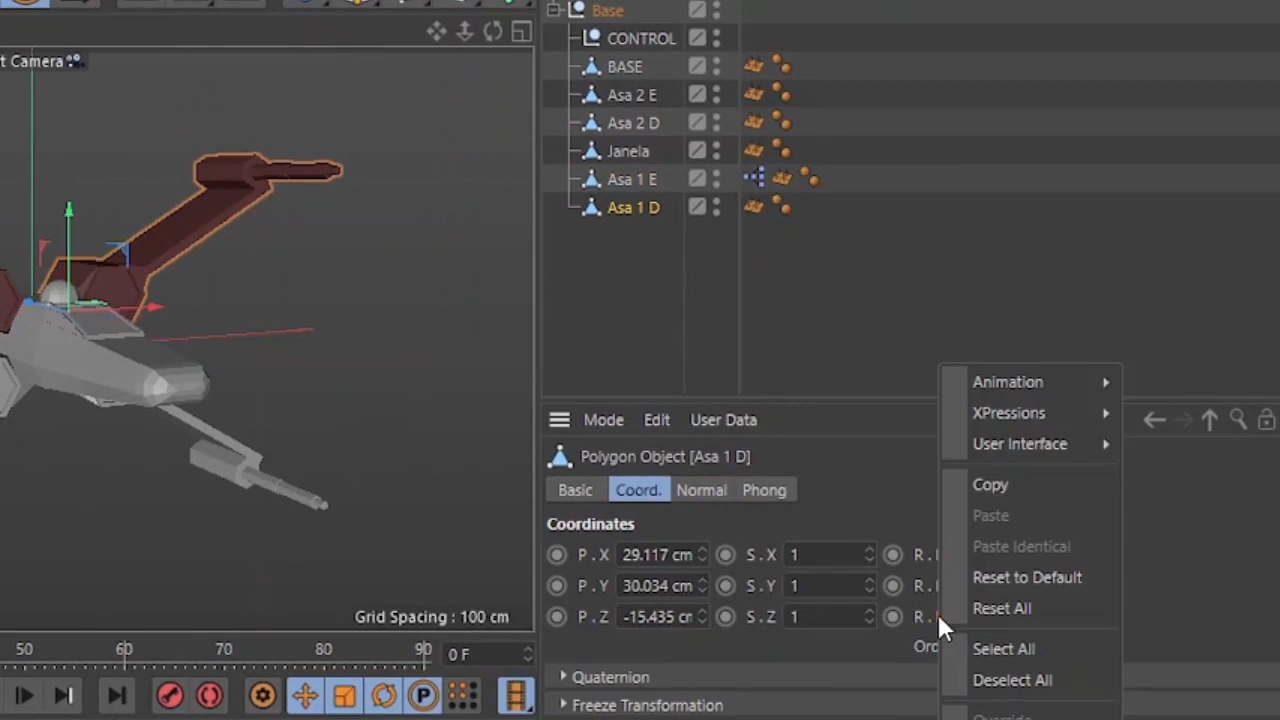 Base
CONTROL
BASE
Asa 2 E
Asa 2 D
Janela
Asa 1 E
Asa 1 D
t Camera
Grid Spacing : 100 cm
50 60 70 80 90 0 F
P
Mode Edit User Data
Polygon Object [Asa 1 D]
Basic Coord. Normal Phong
Coordinates
P . X 29.117 cm S . X 1 R .
P . Y 30.034 cm S . Y 1 R .
P . Z -15.435 cm S . Z 1 R .
Ord
Quaternion
Freeze Transformation
Animation
XPressions
User Interface
Copy
Paste
Paste Identical
Reset to Default
Reset All
Select All
Deselect All